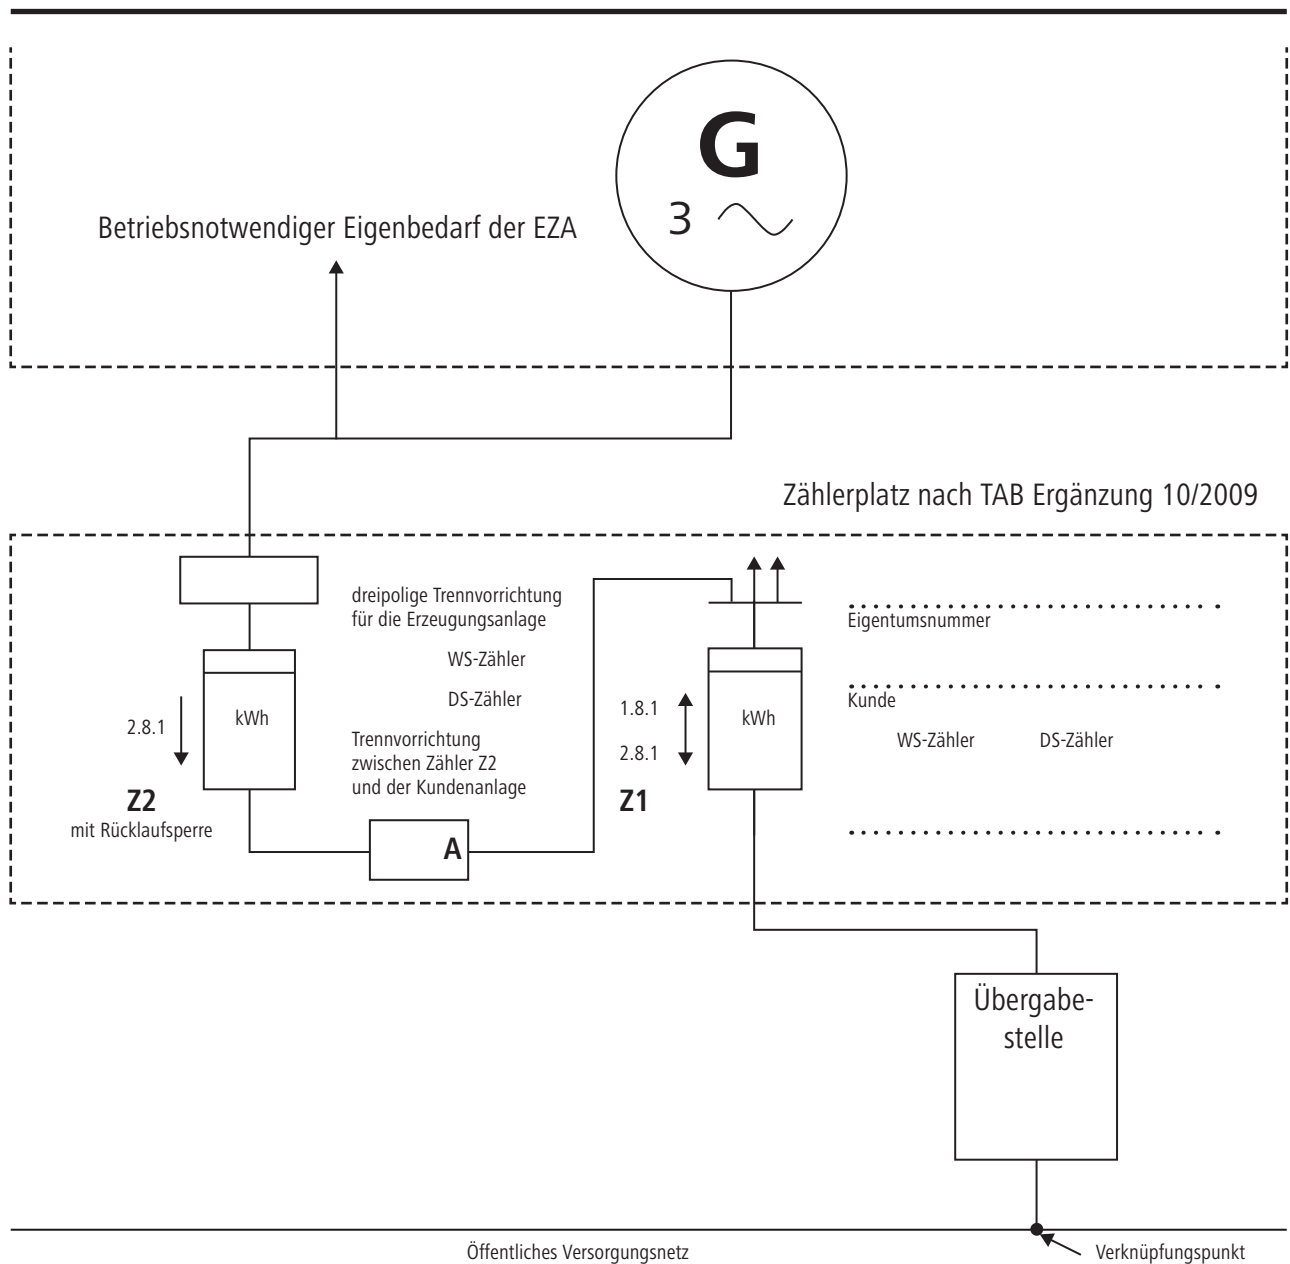 G
3
Betriebsnotwendiger Eigenbedarf der EZA
Zählerplatz nach TAB Ergänzung 10/2009
dreipolige Trennvorrichtung
für die Erzeugungsanlage
WS-Zähler
DS-Zähler
Trennvorrichtung
zwischen Zähler Z2
und der Kundenanlage
2.8.1
kWh
Z2
mit Rücklaufsperre
A
1.8.1
2.8.1
kWh
Z1
Eigentumsnummer
Kunde
WS-Zähler DS-Zähler
Übergabe-
stelle
Öffentliches Versorgungsnetz
Verknüpfungspunkt